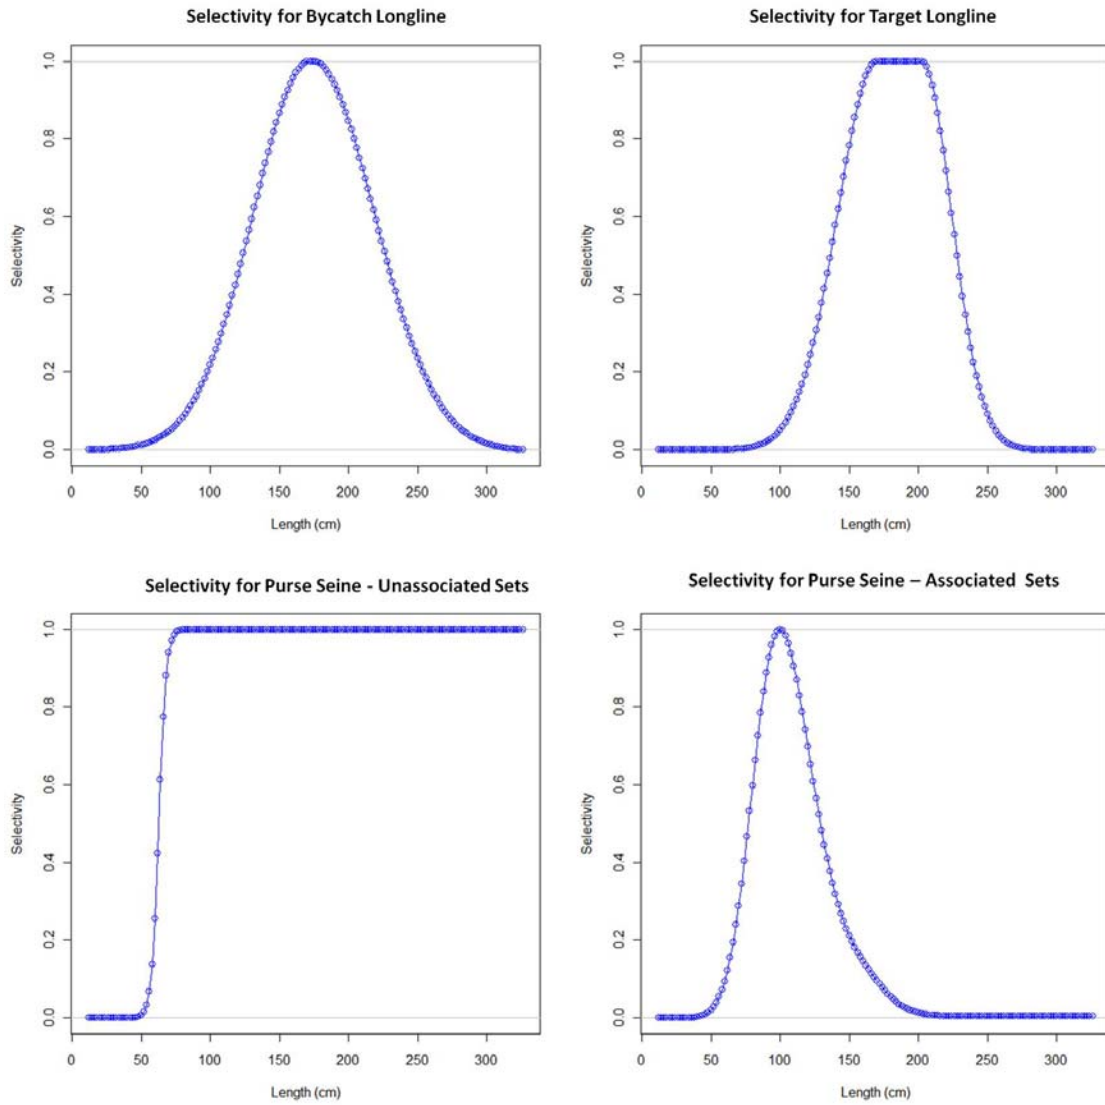 Selectivity for Bycatch Longline
Selectivity
1.0
0.8
0.6
0.4
0.2
0.0
0 50 100 150 200 250 300
Length (cm)
Selectivity for Target Longline
Selectivity
1.0
0.8
0.6
0.4
0.2
0.0
0 50 100 150 200 250 300
Length (cm)
Selectivity for Purse Seine - Unassociated Sets
Selectivity
1.0
0.8
0.6
0.4
0.2
0.0
0 50 100 150 200 250 300
Length (cm)
Selectivity for Purse Seine – Associated Sets
Selectivity
1.0
0.8
0.6
0.4
0.2
0.0
0 50 100 150 200 250 300
Length (cm)